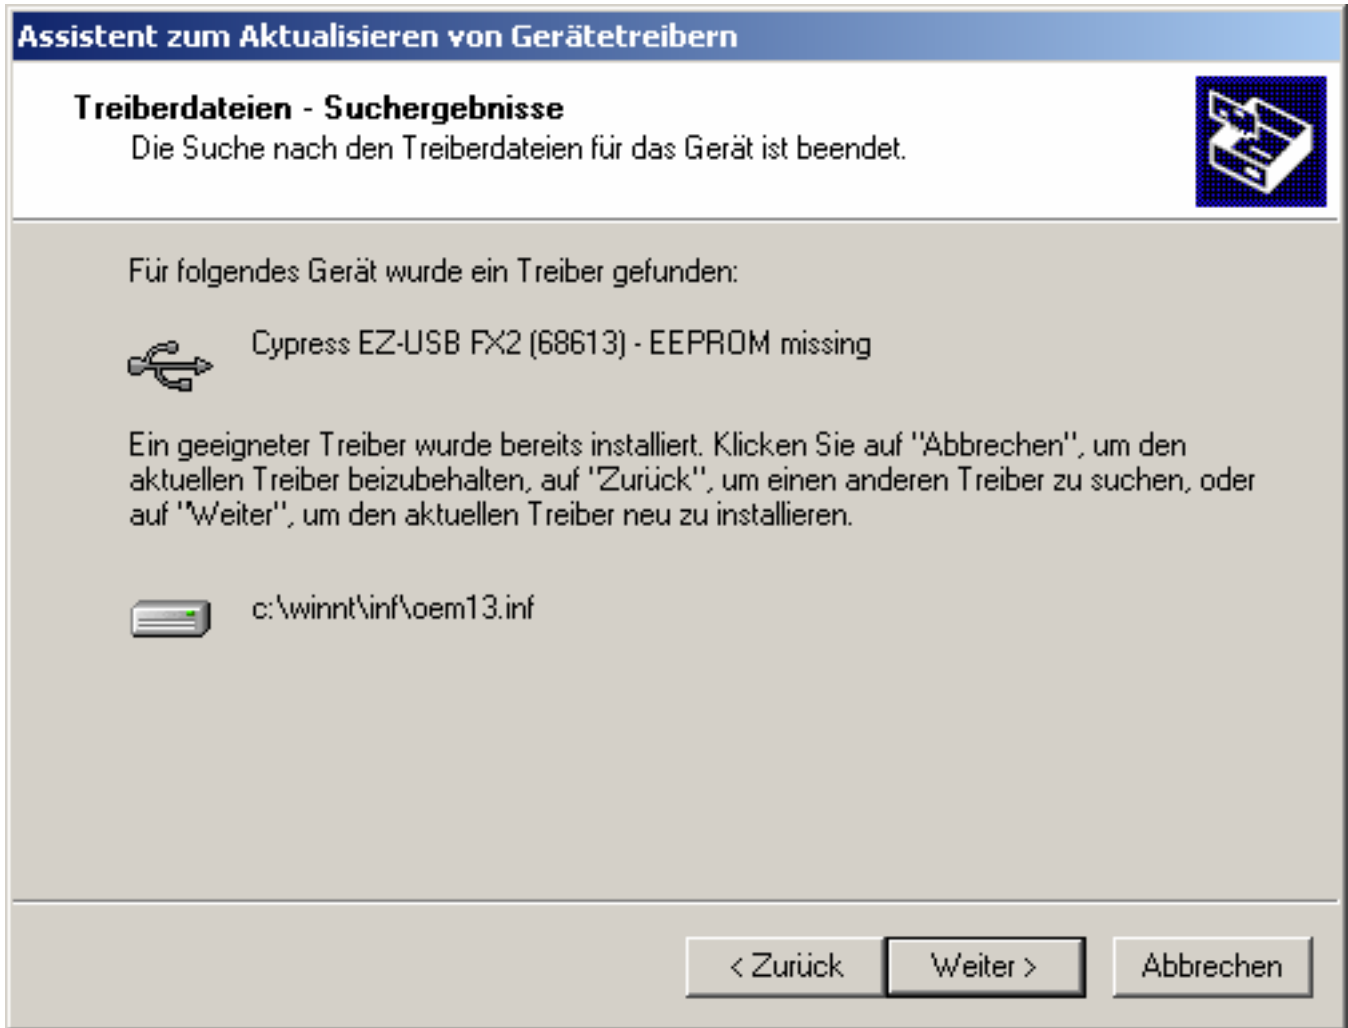 Assistent zum Aktualisieren von Gerätetreibern
Treiberdateien - Suchergebnisse
Die Suche nach den Treiberdateien für das Gerät ist beendet.
Für folgendes Gerät wurde ein Treiber gefunden:
Cypress EZ-USB FX2 (68613) - EEPROM missing
Ein geeigneter Treiber wurde bereits installiert. Klicken Sie auf "Abbrechen", um den
aktuellen Treiber beizubehalten, auf "Zurück", um einen anderen Treiber zu suchen, oder
auf "Weiter", um den aktuellen Treiber neu zu installieren.
c:\winnt\inf\oem13.inf
< Zurück
Weiter >
Abbrechen